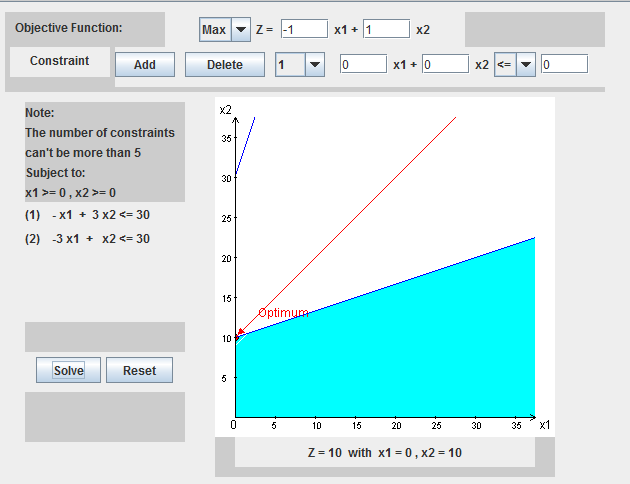 Objective Function: Max Z = -1 x1 + 1 x2
Constraint Add Delete 1 0 x1 + 0 x2 <= 0
Note:
The number of constraints
can't be more than 5
Subject to:
x1 >= 0 , x2 >= 0
(1) - x1 + 3 x2 <= 30
(2) -3 x1 + x2 <= 30
Solve Reset
x2
35
30
25
20
15
Optimum
10
5
0 5 10 15 20 25 30 35 x1
Z = 10 with x1 = 0 , x2 = 10